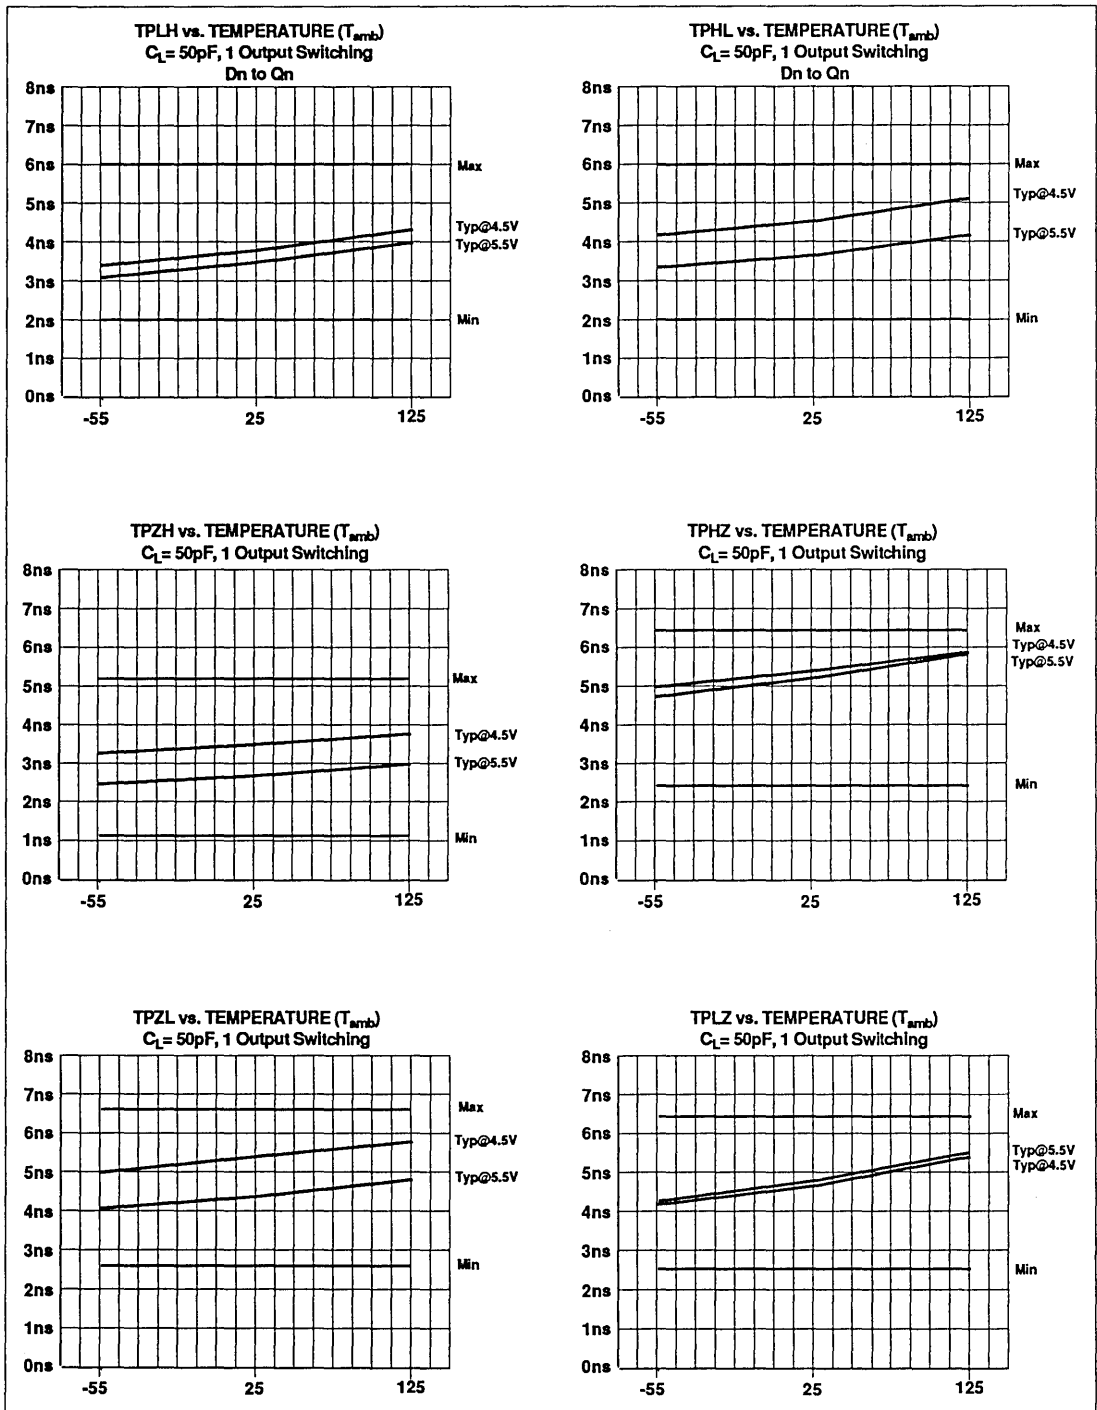 TPLH vs. TEMPERATURE (Tamb)
CL= 50pF, 1 Output Switching
Dn to Qn
8ns
7ns
6ns
5ns
4ns
3ns
2ns
1ns
0ns
Max
Typ@4.5V
Typ@5.5V
Min
-55
25
125
TPHL vs. TEMPERATURE (Tamb)
CL= 50pF, 1 Output Switching
Dn to Qn
8ns
7ns
6ns
5ns
4ns
3ns
2ns
1ns
0ns
Max
Typ@4.5V
Typ@5.5V
Min
-55
25
125
TPZH vs. TEMPERATURE (Tamb)
CL= 50pF, 1 Output Switching
8ns
7ns
6ns
5ns
4ns
3ns
2ns
1ns
0ns
Max
Typ@4.5V
Typ@5.5V
Min
-55
25
125
TPHZ vs. TEMPERATURE (Tamb)
CL= 50pF, 1 Output Switching
8ns
7ns
6ns
5ns
4ns
3ns
2ns
1ns
0ns
Max
Typ@4.5V
Typ@5.5V
Min
-55
25
125
TPZL vs. TEMPERATURE (Tamb)
CL= 50pF, 1 Output Switching
8ns
7ns
6ns
5ns
4ns
3ns
2ns
1ns
0ns
Max
Typ@4.5V
Typ@5.5V
Min
-55
25
125
TPLZ vs. TEMPERATURE (Tamb)
CL= 50pF, 1 Output Switching
8ns
7ns
6ns
5ns
4ns
3ns
2ns
1ns
0ns
Max
Typ@5.5V
Typ@4.5V
Min
-55
25
125